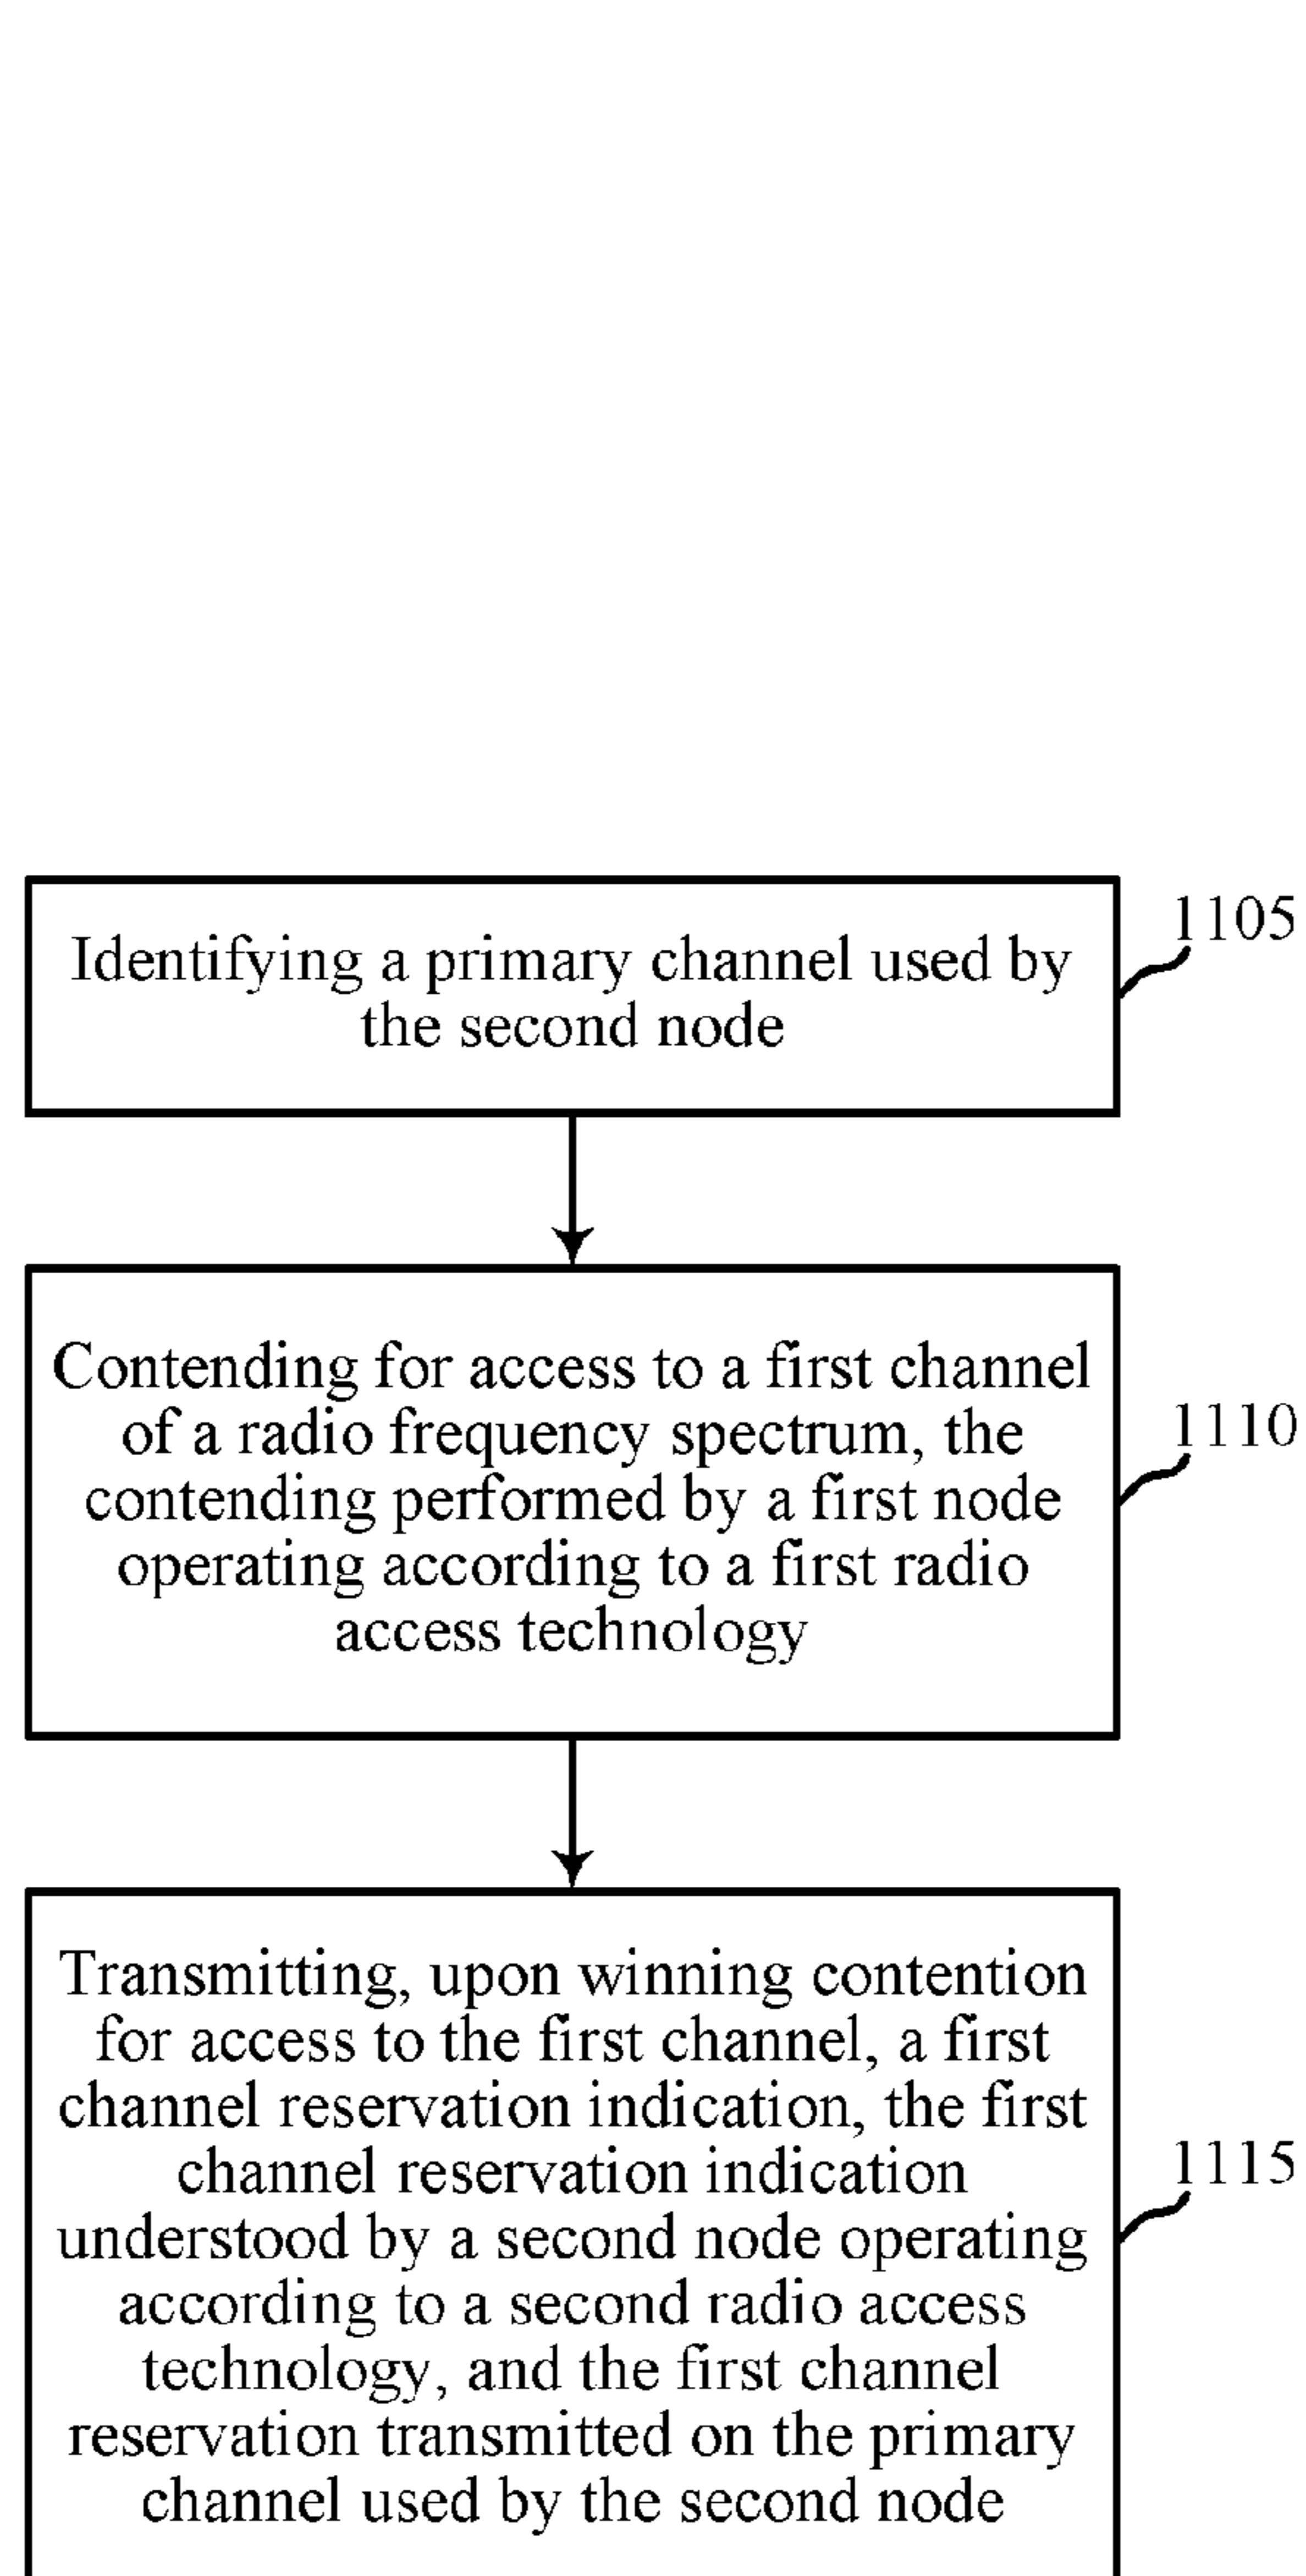 1105
Identifying a primary channel used by
the second node
1110
Contending for access to a first channel
of a radio frequency spectrum, the
contending performed by a first node
operating according to a first radio
access technology
1115
Transmitting, upon winning contention
for access to the first channel, a first
channel reservation indication, the first
channel reservation indication
understood by a second node operating
according to a second radio access
technology, and the first channel
reservation transmitted on the primary
channel used by the second node